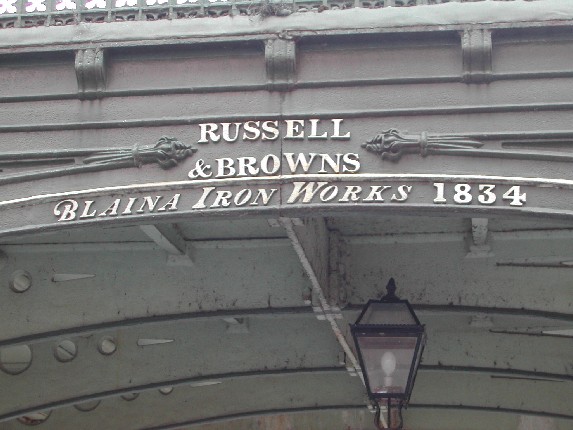 RUSSELL
& BROWNS
BLAINA IRON WORKS 1834